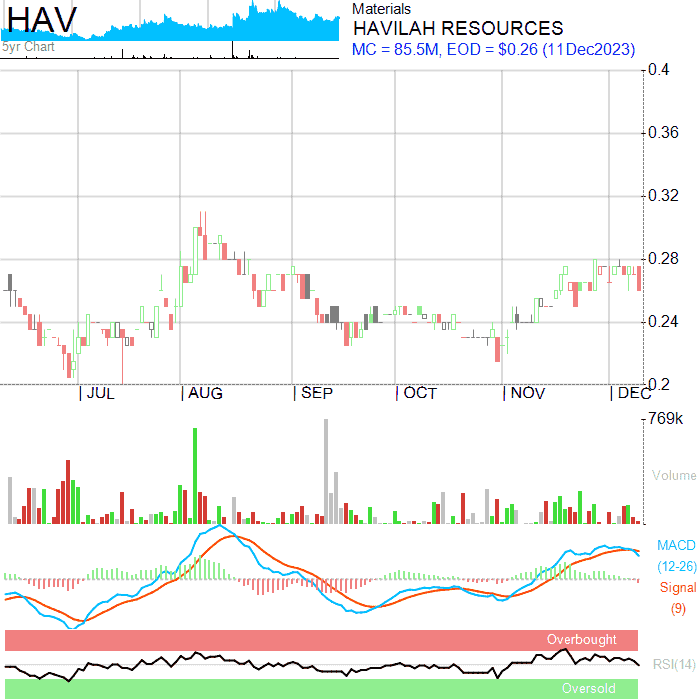 HAV
5yr Chart
Materials
HAVILAH RESOURCES
MC = 85.5M, EOD = $0.26 (11Dec2023)
0.4
0.36
0.32
0.28
0.24
0.2
JUL AUG SEP OCT NOV DEC
769k
Volume
MACD
(12-26)
Signal
(9)
Overbought
RSI(14)
Oversold